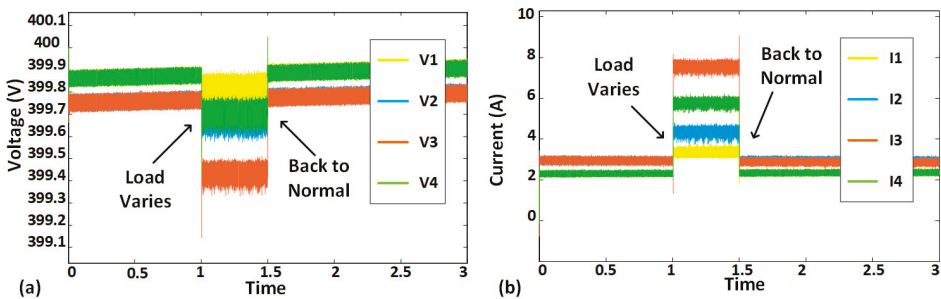 400.1
400
399.9
399.8
399.7
399.6
399.5
399.4
399.3
399.2
399.1
Voltage (V)
V1
V2
V3
V4
Load
Varies
Back to
Normal
0
1
1.5
2
2.5
3
Time
(a)
10
8
6
4
2
0
Current (A)
Load
Varies
Back to
Normal
I1
I2
I3
I4
0
0.5
1
1.5
2
2.5
3
Time
(b)